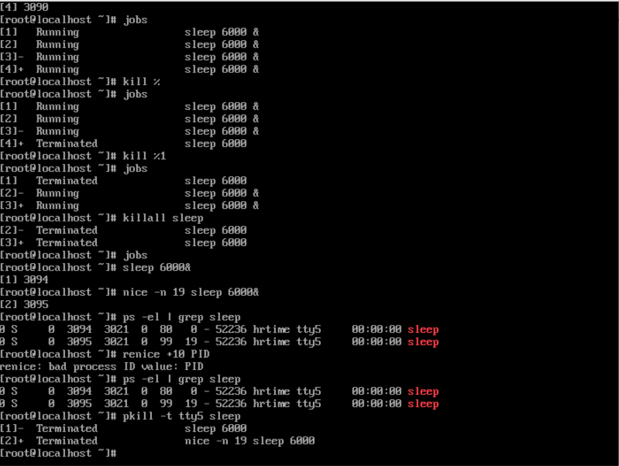 [4] 3090
[root@localhost ~]# jobs
[1]   Running                 sleep 6000 &
[2]   Running                 sleep 6000 &
[3]-  Running                 sleep 6000 &
[4]+  Running                 sleep 6000 &
[root@localhost ~]# kill %
[root@localhost ~]# jobs
[1]   Running                 sleep 6000 &
[2]   Running                 sleep 6000 &
[3]-  Running                 sleep 6000 &
[4]+  Terminated              sleep 6000
[root@localhost ~]# kill %1
[root@localhost ~]# jobs
[1]   Terminated              sleep 6000
[2]-  Running                 sleep 6000 &
[3]+  Running                 sleep 6000 &
[root@localhost ~]# killall sleep
[2]-  Terminated              sleep 6000
[3]+  Terminated              sleep 6000
[root@localhost ~]# jobs
[root@localhost ~]# sleep 6000&
[1] 3094
[root@localhost ~]# nice -n 19 sleep 6000&
[2] 3095
[root@localhost ~]# ps -el | grep sleep
0 S     0  3094  3021  0  80   0 - 52236 hrtime tty5     00:00:00 sleep
0 S     0  3095  3021  0  99  19 - 52236 hrtime tty5     00:00:00 sleep
[root@localhost ~]# renice +10 PID
renice: bad process ID value: PID
[root@localhost ~]# ps -el | grep sleep
0 S     0  3094  3021  0  80   0 - 52236 hrtime tty5     00:00:00 sleep
0 S     0  3095  3021  0  99  19 - 52236 hrtime tty5     00:00:00 sleep
[root@localhost ~]# pkill -t tty5 sleep
[1]-  Terminated              sleep 6000
[2]+  Terminated              nice -n 19 sleep 6000
[root@localhost ~]#